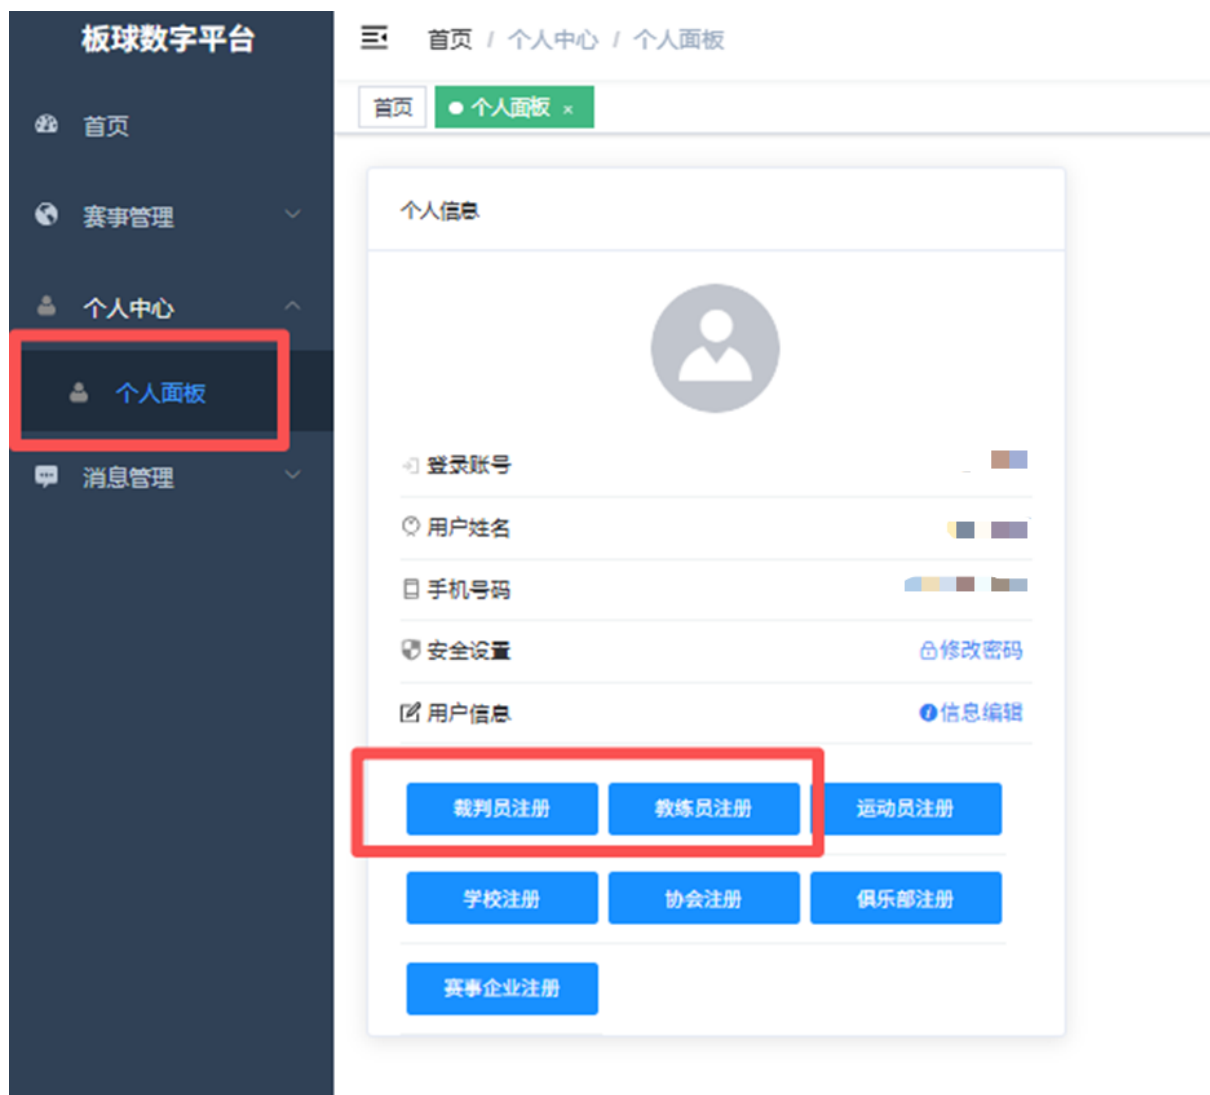 板球数字平台
首页 / 个人中心 / 个人面板
首页
个人面板 ×
首页
赛事管理
个人中心
个人面板
消息管理
个人信息
登录账号
用户姓名
手机号码
安全设置 修改密码
用户信息 信息编辑
裁判员注册 教练员注册 运动员注册
学校注册 协会注册 俱乐部注册
赛事企业注册